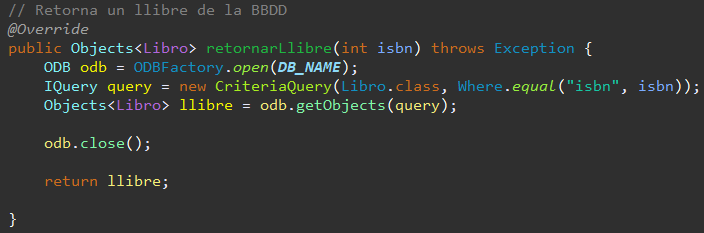 // Retorna un llibre de la BBDD
@Override
public Objects<Libro> retornarLlibre(int isbn) throws Exception {
    ODB odb = ODBFactory.open(DB_NAME);
    IQuery query = new CriteriaQuery(Libro.class, Where.equal("isbn", isbn));
    Objects<Libro> llibre = odb.getObjects(query);

    odb.close();

    return llibre;

}